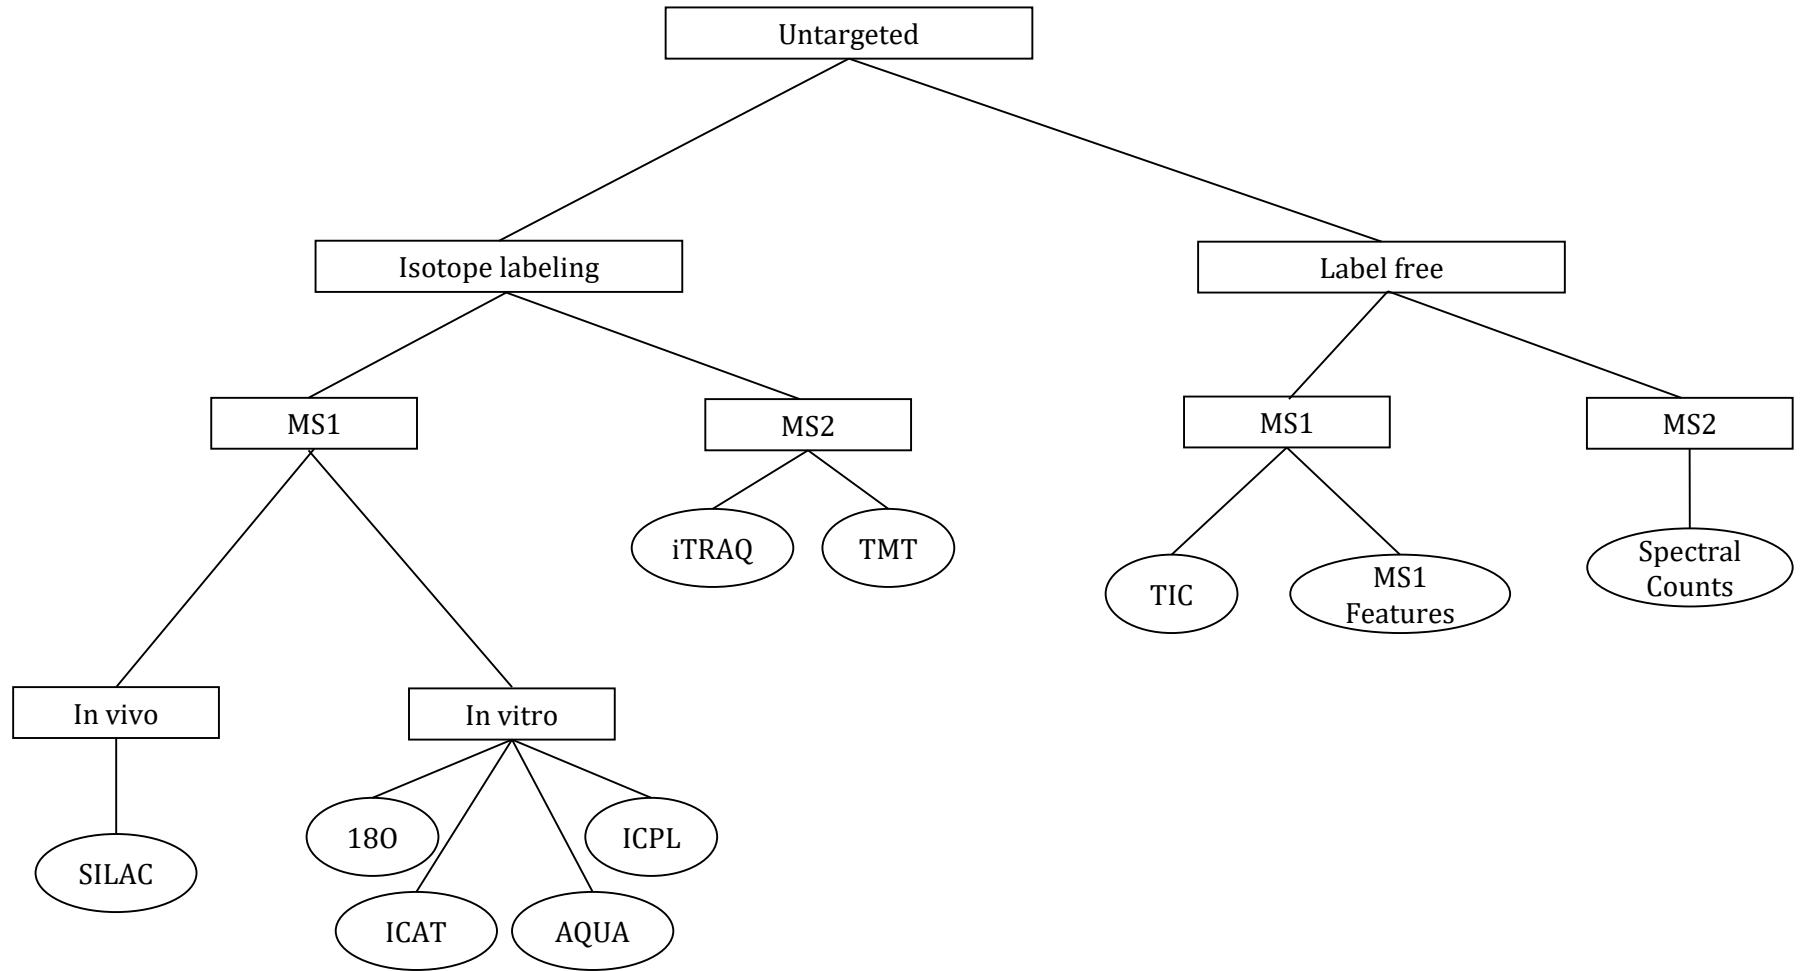 Untargeted
Isotope labeling
Label free
MS1
MS2
MS1
MS2
iTRAQ
TMT
TIC
MS1
Features
Spectral
Counts
In vivo
In vitro
SILAC
18O
ICPL
ICAT
AQUA